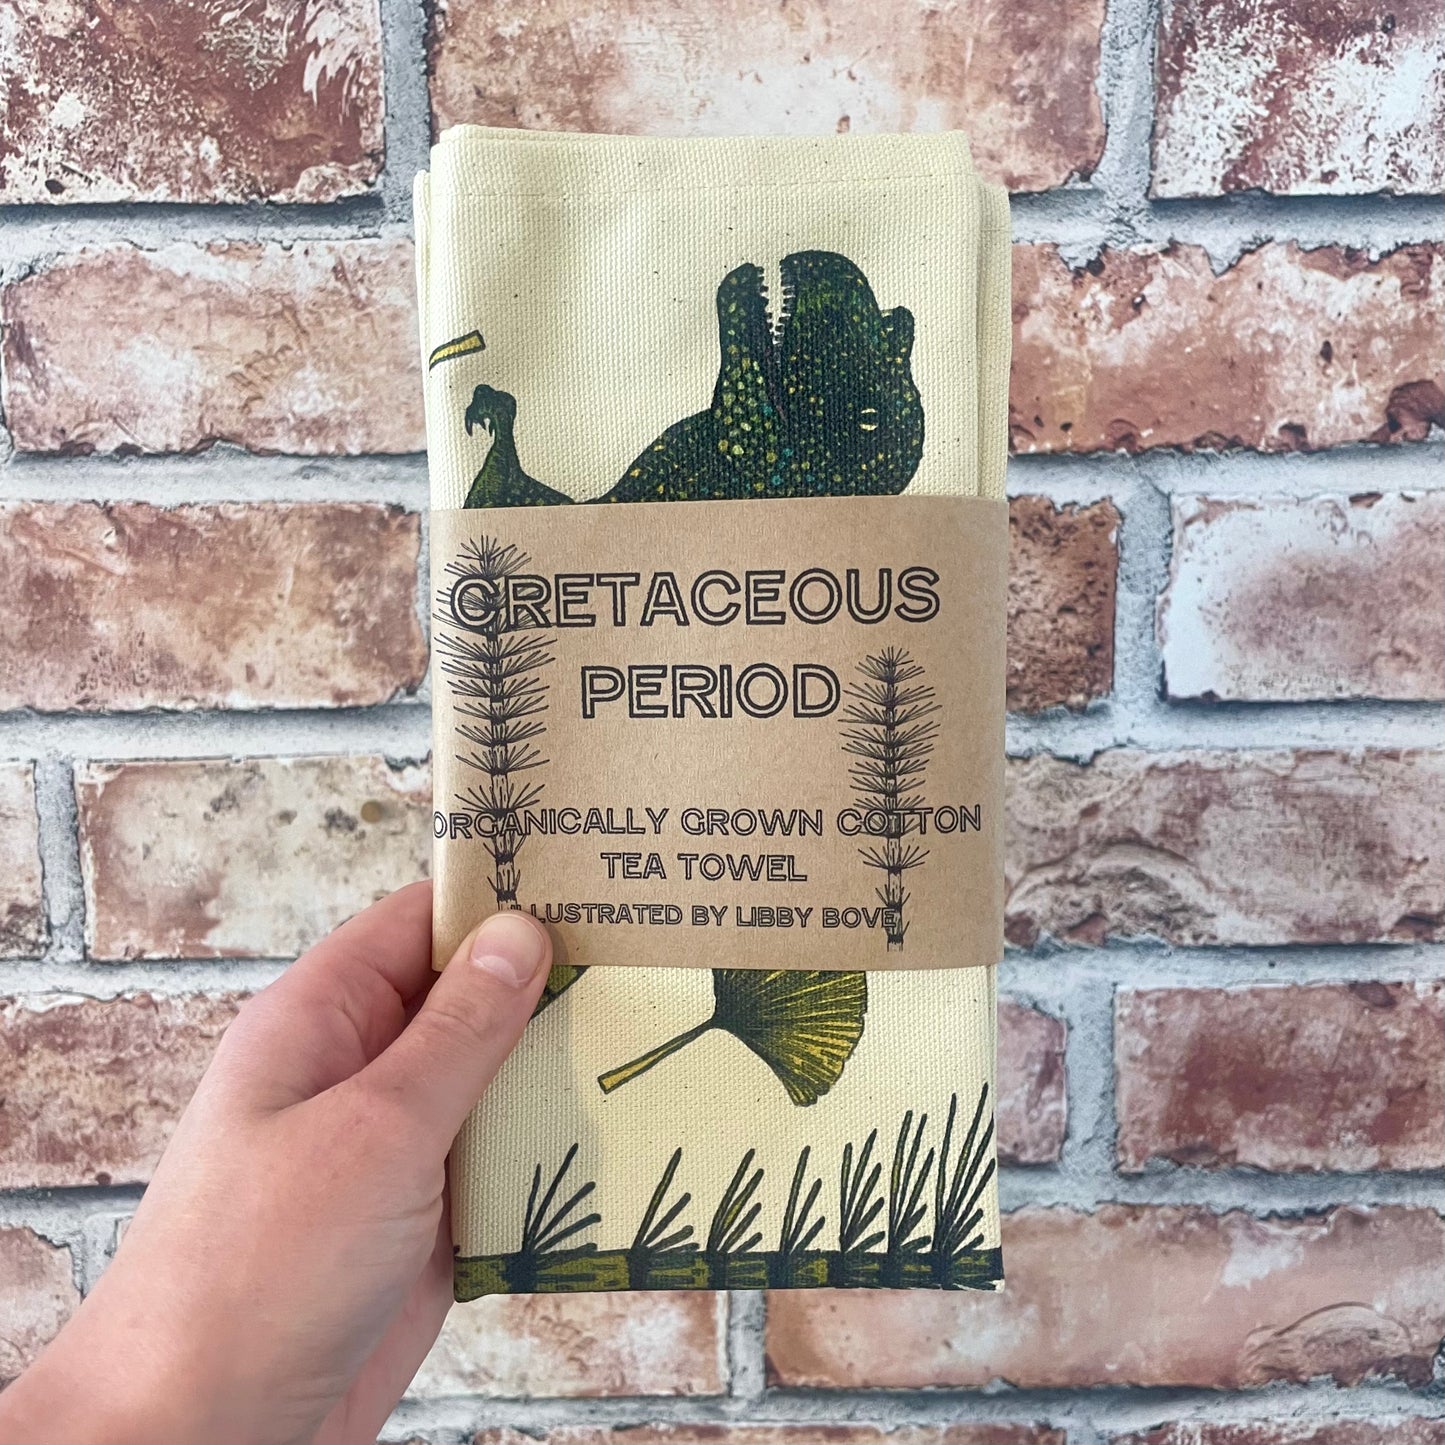 CRETACEOUS
PERIOD
ORGANICALLY GROWN COTTON
TEA TOWEL
ILLUSTRATED BY LIBBY BOVE